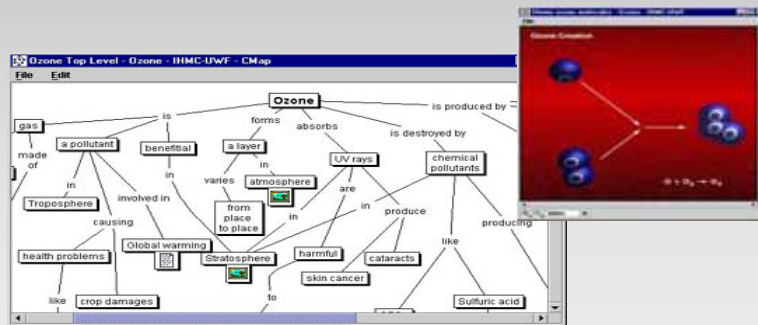 Ozone Creation
O + O₂ → O₃
Ozone Top Level - Ozone - IHMC-UWF - CMap
File Edit
Ozone
is
forms
absorbs
is produced by
is destroyed by
gas
made
of
a pollutant
benefitial
a layer
UV rays
chemical
pollutants
in
causing
involved in
in
varies
in
atmosphere
are
in
produce
in
like
producing
Troposphere
from
place
to place
health problems
Global warming
Stratosphere
harmful
cataracts
skin cancer
like
crop damages
to
Sulfuric acid